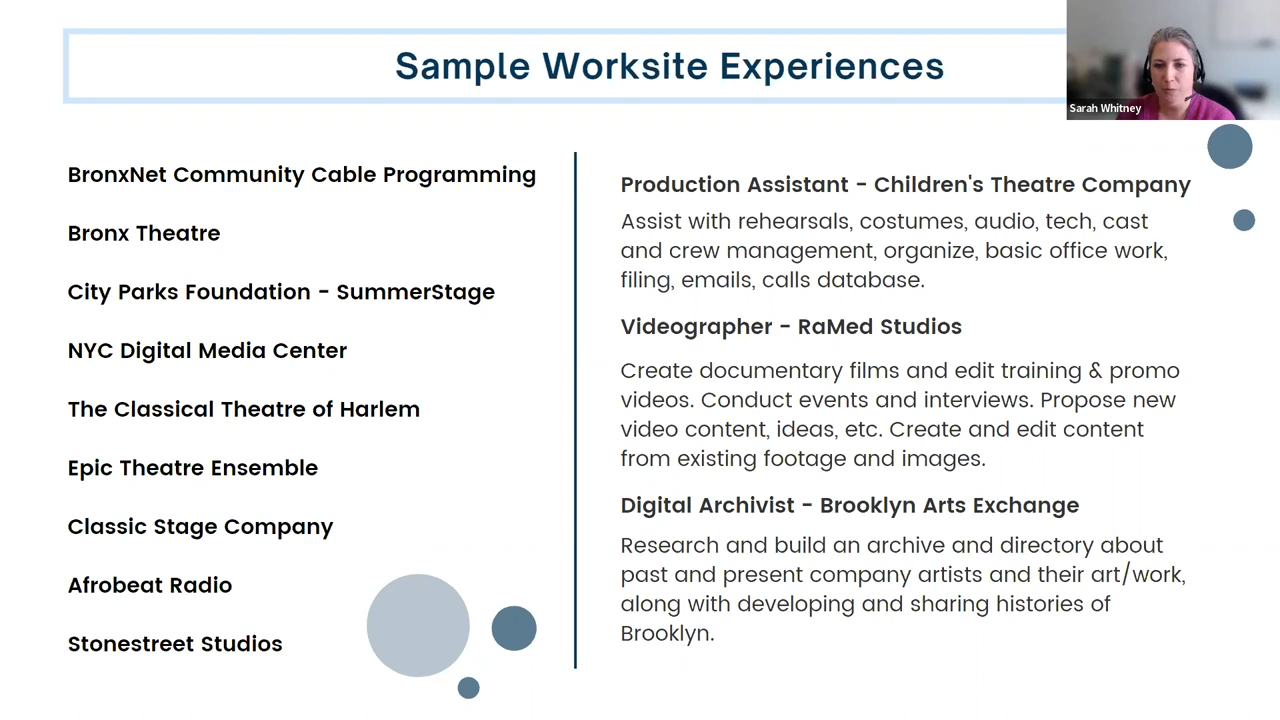 Sample Worksite Experiences
Sarah Whitney
BronxNet Community Cable Programming
Bronx Theatre
City Parks Foundation - SummerStage
NYC Digital Media Center
The Classical Theatre of Harlem
Epic Theatre Ensemble
Classic Stage Company
Afrobeat Radio
Stonestreet Studios
Production Assistant - Children's Theatre Company
Assist with rehearsals, costumes, audio, tech, cast
and crew management, organize, basic office work,
filing, emails, calls database.
Videographer - RaMed Studios
Create documentary films and edit training & promo
videos. Conduct events and interviews. Propose new
video content, ideas, etc. Create and edit content
from existing footage and images.
Digital Archivist - Brooklyn Arts Exchange
Research and build an archive and directory about
past and present company artists and their art/work,
along with developing and sharing histories of
Brooklyn.